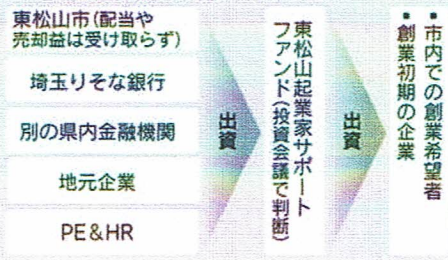 東松山市(配当や
売却益は受け取らず)
埼玉りそな銀行
別の県内金融機関
地元企業
PE&HR
出資
東松山起業家サポート
ファンド(投資会議で判断)
出資
・市内での創業希望者
・創業初期の企業